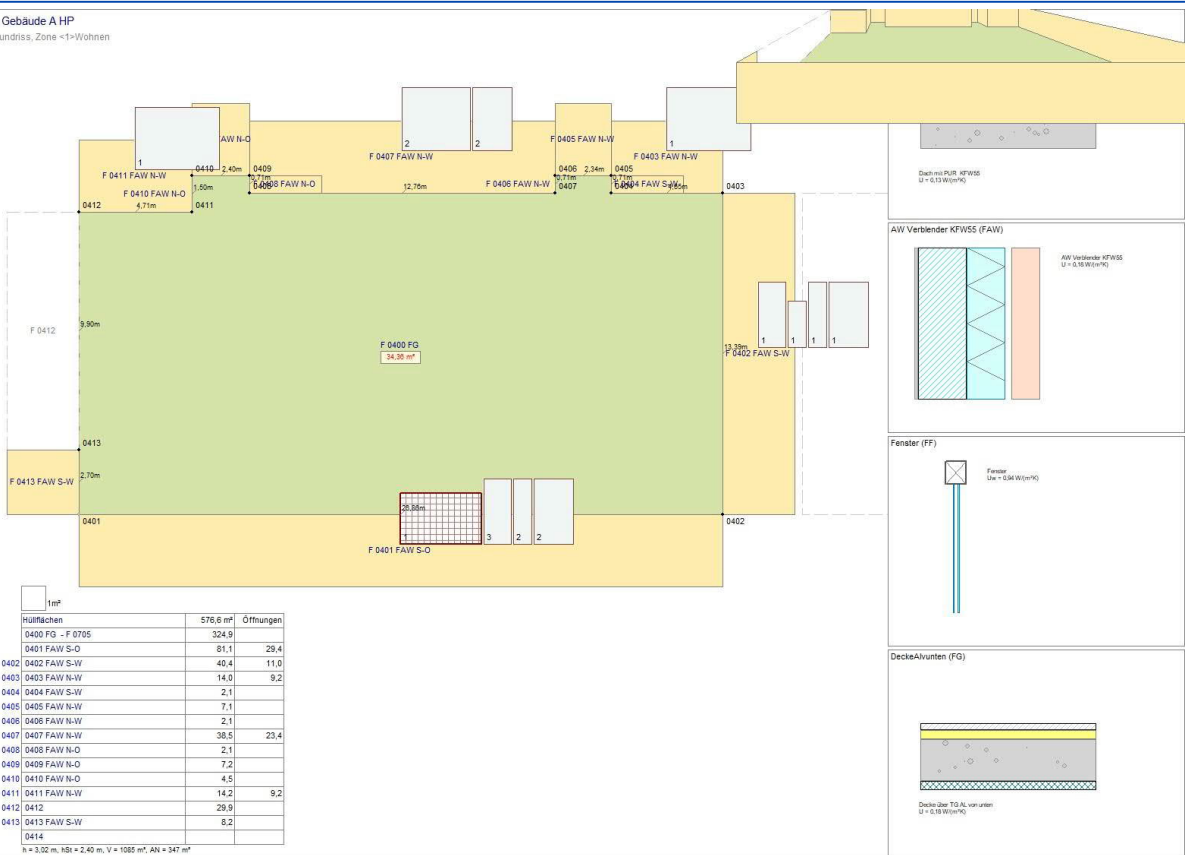 Gebäude A HP
undriss, Zone <1>Wohnen
AW N-O
F 0407 FAW N-W
2
2
F 0405 FAW N-W
F 0403 FAW N-W
1
1
F 0411 FAW N-W
0410
2,40m
0409
0,71m
F 0408 FAW N-O
F 0410 FAW N-O
1,50m
12,76m
F 0406 FAW N-W
0406
2,34m
0405
0,71m
0,71m
0407
0403
0412
4,71m
0411
F 0412
9,90m
F 0400 FG
34,36 m²
13,39m
F 0402 FAW S-W
1
1
1
1
0413
F 0413 FAW S-W
2,70m
0401
1
3
2
2
0402
F 0401 FAW S-O
1m²
Hüllflächen 576,6 m² Öffnungen
0400 FG - F 0705 324,9
0401 FAW S-O 81,1 29,4
0402 0402 FAW S-W 40,4 11,0
0403 0403 FAW N-W 14,0 9,2
0404 0404 FAW S-W 2,1
0405 0405 FAW N-W 7,1
0406 0406 FAW N-W 2,1
0407 0407 FAW N-W 38,5 23,4
0408 0408 FAW N-O 2,1
0409 0409 FAW N-O 7,2
0410 0410 FAW N-O 4,5
0411 0411 FAW N-W 14,2 9,2
0412 0412 29,9
0413 0413 FAW S-W 8,2
0414
h = 3,02 m, hSt = 2,40 m, V = 1085 m³, AN = 347 m²
Dach mit PUR KFW55
U = 0,13 W/(m²K)
AW Verblender KFW55 (FAW)
AW Verblender KFW55
U = 0,16 W/(m²K)
Fenster (FF)
Fenster
Uw = 0,94 W/(m²K)
DeckeAlvunten (FG)
Decke über TG AL von unten
U = 0,18 W/(m²K)